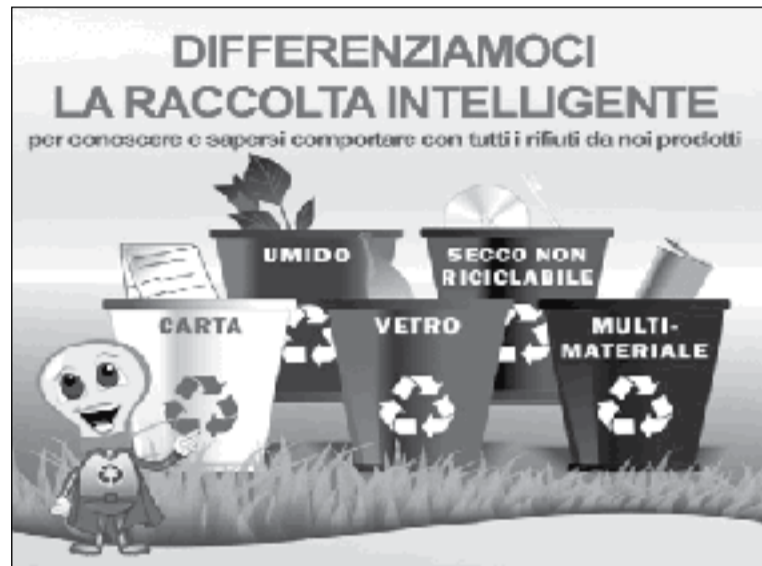 DIFFERENZIAMOCI
LA RACCOLTA INTELLIGENTE
per conoscere e sapersi comportare con tutti i rifiuti da noi prodotti
UMIDO
SECCO NON
RICICLABILE
CARTA
VETRO
MULTI-
MATERIALE